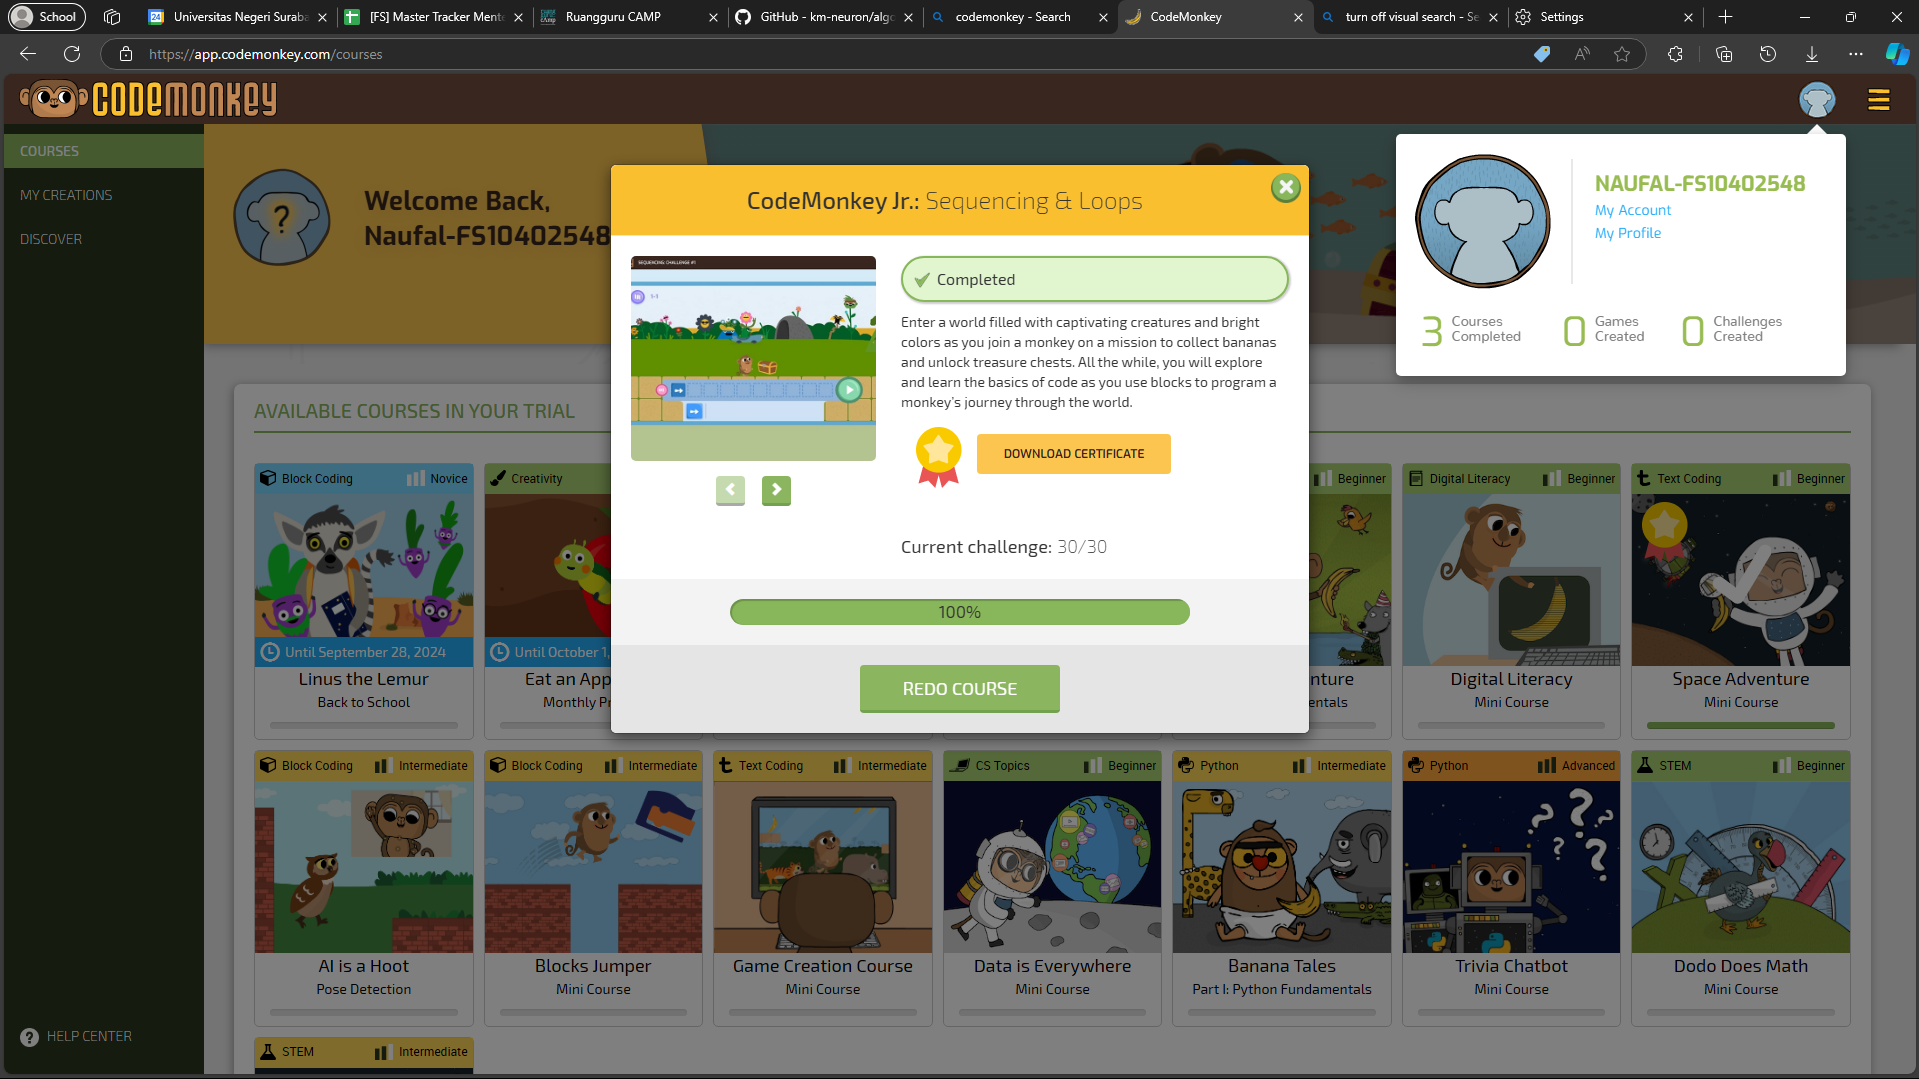 School
Universitas Negeri Suraba
[FS] Master Tracker Mente
Ruangguru CAMP
GitHub - km-neuron/algo
codemonkey - Search
CodeMonkey
turn off visual search - Se
Settings
https://app.codemonkey.com/courses
CODEMONKEY
COURSES
MY CREATIONS
DISCOVER
HELP CENTER
Welcome Back,
Naufal-FS10402548
NAUFAL-FS10402548
My Account
My Profile
3 Courses Completed
0 Games Created
0 Challenges Created
CodeMonkey Jr.: Sequencing & Loops
SEQUENCING: CHALLENGE #1
1-1
Completed
Enter a world filled with captivating creatures and bright
colors as you join a monkey on a mission to collect bananas
and unlock treasure chests. All the while, you will explore
and learn the basics of code as you use blocks to program a
monkey's journey through the world.
DOWNLOAD CERTIFICATE
Current challenge: 30/30
100%
REDO COURSE
AVAILABLE COURSES IN YOUR TRIAL
Block Coding Novice
Until September 28, 2024
Linus the Lemur
Back to School
Creativity
Until October 1,
Eat an App
Monthly Pr
Beginner
nture
entals
Digital Literacy Beginner
Digital Literacy
Mini Course
Text Coding Beginner
Space Adventure
Mini Course
Block Coding Intermediate
AI is a Hoot
Pose Detection
Block Coding Intermediate
Blocks Jumper
Mini Course
Text Coding Intermediate
Game Creation Course
Mini Course
CS Topics Beginner
Data is Everywhere
Mini Course
Python Intermediate
Banana Tales
Part I: Python Fundamentals
Python Advanced
Trivia Chatbot
Mini Course
STEM Beginner
Dodo Does Math
Mini Course
STEM Intermediate